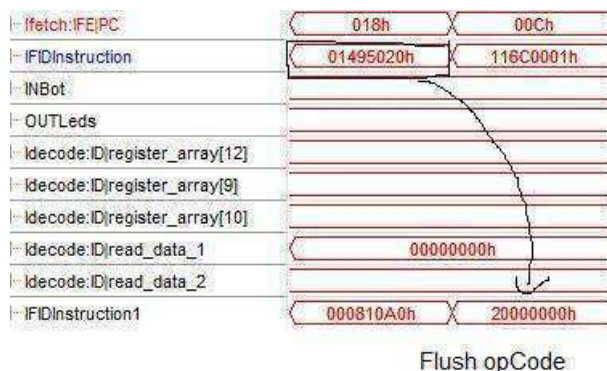 Ifetch:IFE|PC 018h 00Ch
IFIDInstruction 01495020h 116C0001h
INBot
OUTLeds
Idecode:ID|register_array[12]
Idecode:ID|register_array[9]
Idecode:ID|register_array[10]
Idecode:ID|read_data_1 00000000h
Idecode:ID|read_data_2
IFIDInstruction1 000810A0h 20000000h
Flush opCode